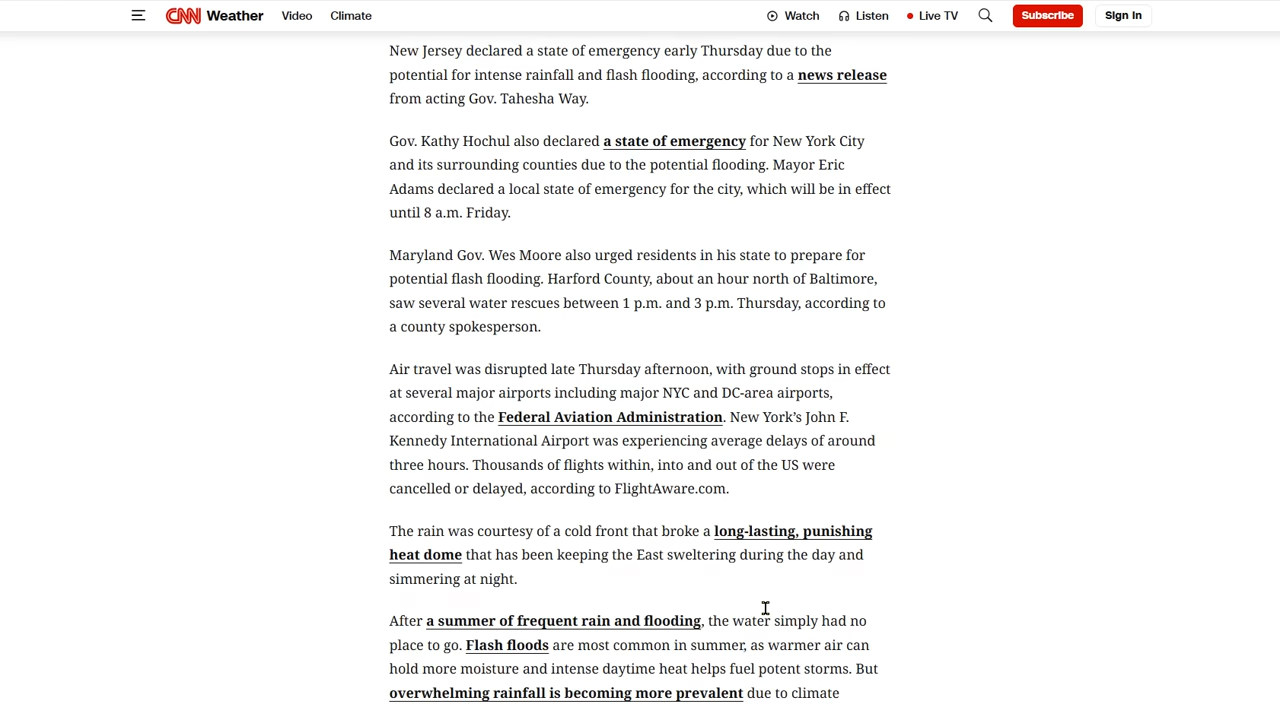 CNN Weather Video Climate Watch Listen Live TV Subscribe Sign in
New Jersey declared a state of emergency early Thursday due to the
potential for intense rainfall and flash flooding, according to a news release
from acting Gov. Tahesha Way.
Gov. Kathy Hochul also declared a state of emergency for New York City
and its surrounding counties due to the potential flooding. Mayor Eric
Adams declared a local state of emergency for the city, which will be in effect
until 8 a.m. Friday.
Maryland Gov. Wes Moore also urged residents in his state to prepare for
potential flash flooding. Harford County, about an hour north of Baltimore,
saw several water rescues between 1 p.m. and 3 p.m. Thursday, according to
a county spokesperson.
Air travel was disrupted late Thursday afternoon, with ground stops in effect
at several major airports including major NYC and DC-area airports,
according to the Federal Aviation Administration. New York’s John F.
Kennedy International Airport was experiencing average delays of around
three hours. Thousands of flights within, into and out of the US were
cancelled or delayed, according to FlightAware.com.
The rain was courtesy of a cold front that broke a long-lasting, punishing
heat dome that has been keeping the East sweltering during the day and
simmering at night.
After a summer of frequent rain and flooding, the water simply had no
place to go. Flash floods are most common in summer, as warmer air can
hold more moisture and intense daytime heat helps fuel potent storms. But
overwhelming rainfall is becoming more prevalent due to climate